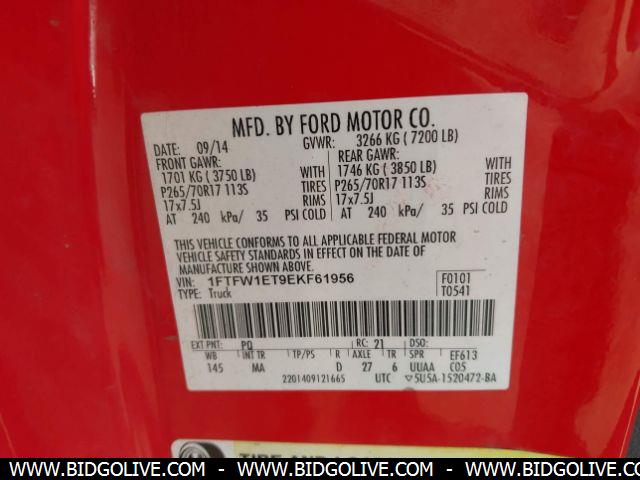 MFD. BY FORD MOTOR CO.
DATE: 09/14 GVWR: 3266 KG ( 7200 LB)
FRONT GAWR: REAR GAWR:
1701 KG ( 3750 LB) WITH 1746 KG ( 3850 LB) WITH
P265/70R17 113S TIRES P265/70R17 113S TIRES
17x7.5J RIMS 17x7.5J RIMS
AT 240 kPa/ 35 PSI COLD AT 240 kPa/ 35 PSI COLD
THIS VEHICLE CONFORMS TO ALL APPLICABLE FEDERAL MOTOR
VEHICLE SAFETY STANDARDS IN EFFECT ON THE DATE OF
MANUFACTURE SHOWN ABOVE.
VIN: 1FTFW1ET9EKF61956 F0101
TYPE: Truck T0541
EXT PNT: PQ RC: 21 DSO:
WB INT TR TP/PS R AXLE TR SPR EF613
145 MA D 27 6 UUAA C05
2201409121665 UTC 5U5A-1520472-BA
WWW.BIDGOLIVE.COM - WWW.BIDGOLIVE.COM - WWW.BIDGOLIVE.COM